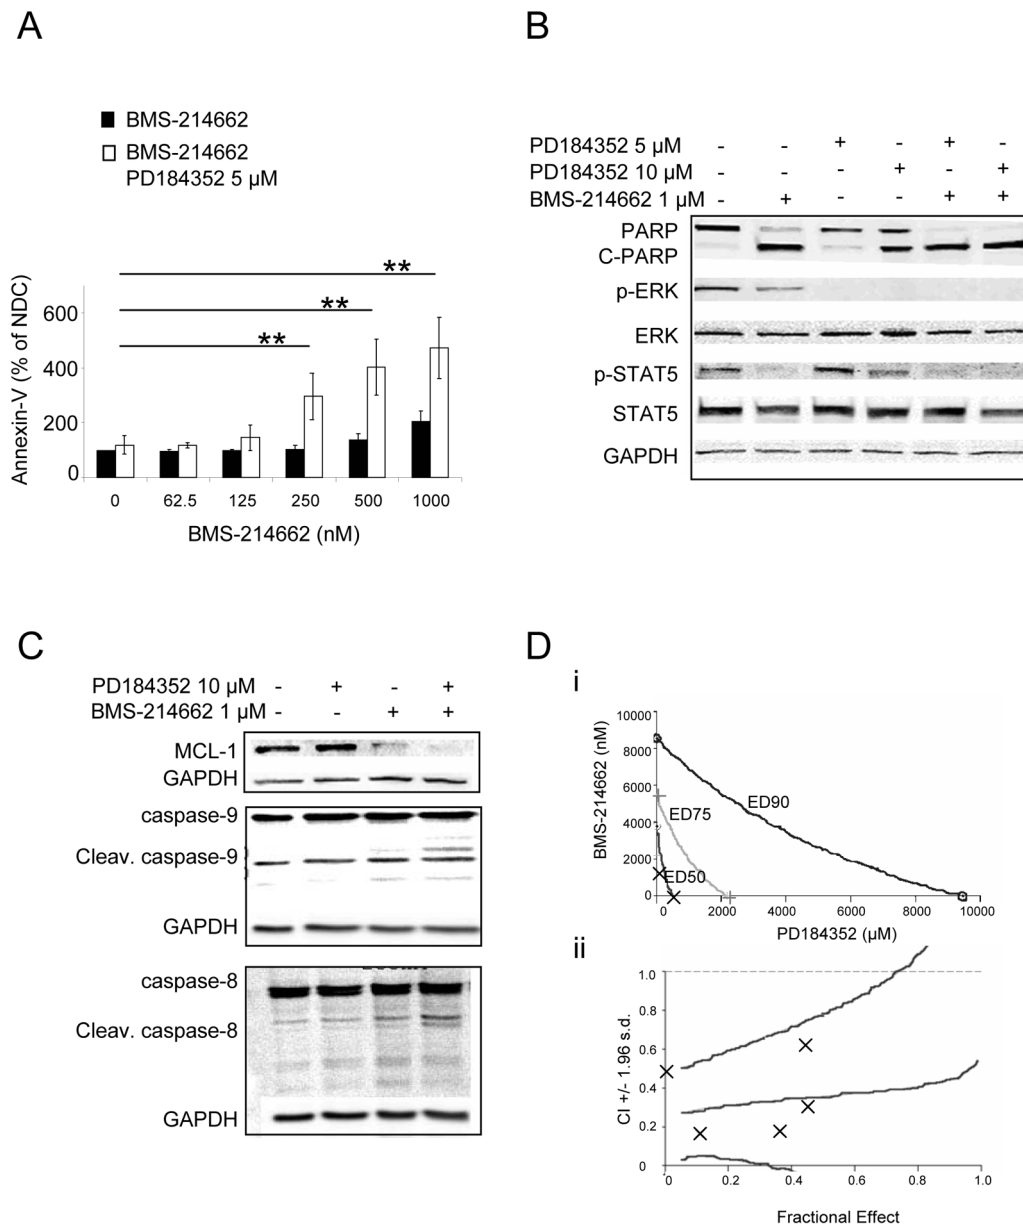 A
BMS-214662
BMS-214662
PD184352 5 µM
**
**
**
Annexin-V (% of NDC)
600
400
200
0
0 62.5 125 250 500 1000
BMS-214662 (nM)
B
PD184352 5 µM - - + - + -
PD184352 10 µM - - - + - +
BMS-214662 1 µM - + - - + +
PARP
C-PARP
p-ERK
ERK
p-STAT5
STAT5
GAPDH
C
PD184352 10 µM - + - +
BMS-214662 1 µM - - + +
MCL-1
GAPDH
caspase-9
Cleav. caspase-9
GAPDH
caspase-8
Cleav. caspase-8
GAPDH
D
i
BMS-214662 (nM)
10000
8000
6000
4000
2000
0
ED90
ED75
ED50
0 2000 4000 6000 8000 10000
PD184352 (µM)
ii
CI +/- 1.96 s.d.
1.0
0.8
0.6
0.4
0.2
0
0 0.2 0.4 0.6 0.8 1.0
Fractional Effect